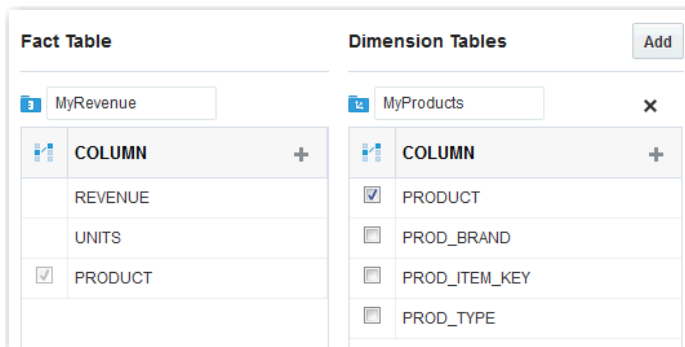 Fact Table
Dimension Tables
Add
MyRevenue
MyProducts
COLUMN
COLUMN
REVENUE
PRODUCT
UNITS
PROD_BRAND
PRODUCT
PROD_ITEM_KEY
PROD_TYPE